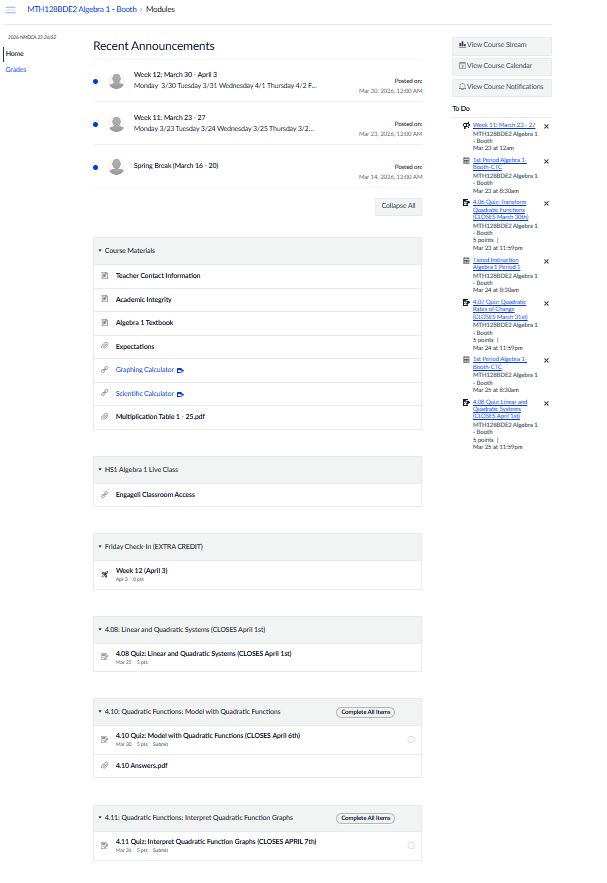 MTH128BDE2 Algebra 1 - Booth › Modules
2026-NMDCA 25-26/S2
Home
Grades
Recent Announcements
Week 12: March 30 - April 3
Monday 3/30 Tuesday 3/31 Wednesday 4/1 Thursday 4/2 F...
Posted on:
Mar 30, 2026, 12:00 AM
Week 11: March 23 - 27
Monday 3/23 Tuesday 3/24 Wednesday 3/25 Thursday 3/2...
Posted on:
Mar 23, 2026, 12:00 AM
Spring Break (March 16 - 20)
Posted on:
Mar 14, 2026, 12:00 AM
Collapse All
Course Materials
Teacher Contact Information
Academic Integrity
Algebra 1 Textbook
Expectations
Graphing Calculator
Scientific Calculator
Multiplication Table 1 - 25.pdf
HS1 Algebra 1 Live Class
Engageli Classroom Access
Friday Check-In (EXTRA CREDIT)
Week 12 (April 3)
Apr 3 0 pts
4.08: Linear and Quadratic Systems (CLOSES April 1st)
4.08 Quiz: Linear and Quadratic Systems (CLOSES April 1st)
Mar 25 5 pts
4.10: Quadratic Functions: Model with Quadratic Functions
Complete All Items
4.10 Quiz: Model with Quadratic Functions (CLOSES April 6th)
Mar 30 5 pts Submit
4.10 Answers.pdf
4.11: Quadratic Functions: Interpret Quadratic Function Graphs
Complete All Items
4.11 Quiz: Interpret Quadratic Function Graphs (CLOSES APRIL 7th)
Mar 31 5 pts Submit
View Course Stream
View Course Calendar
View Course Notifications
To Do
Week 11: March 23 - 27
MTH128BDE2 Algebra 1
- Booth
Mar 23 at 12am
1st Period Algebra 1-
Booth-C1C
MTH128BDE2 Algebra 1
- Booth
Mar 23 at 8:30am
4.06 Quiz: Transform
Quadratic Functions
(CLOSES March 30th)
MTH128BDE2 Algebra 1
- Booth
5 points |
Mar 23 at 11:59pm
Tiered Instruction
Algebra 1 Period 1
MTH128BDE2 Algebra 1
- Booth
Mar 24 at 8:30am
4.07 Quiz: Quadratic
Rates of Change
(CLOSES March 31st)
MTH128BDE2 Algebra 1
- Booth
5 points |
Mar 24 at 11:59pm
1st Period Algebra 1-
Booth-C1C
MTH128BDE2 Algebra 1
- Booth
Mar 25 at 8:30am
4.08 Quiz: Linear and
Quadratic Systems
(CLOSES April 1st)
MTH128BDE2 Algebra 1
- Booth
5 points |
Mar 25 at 11:59pm